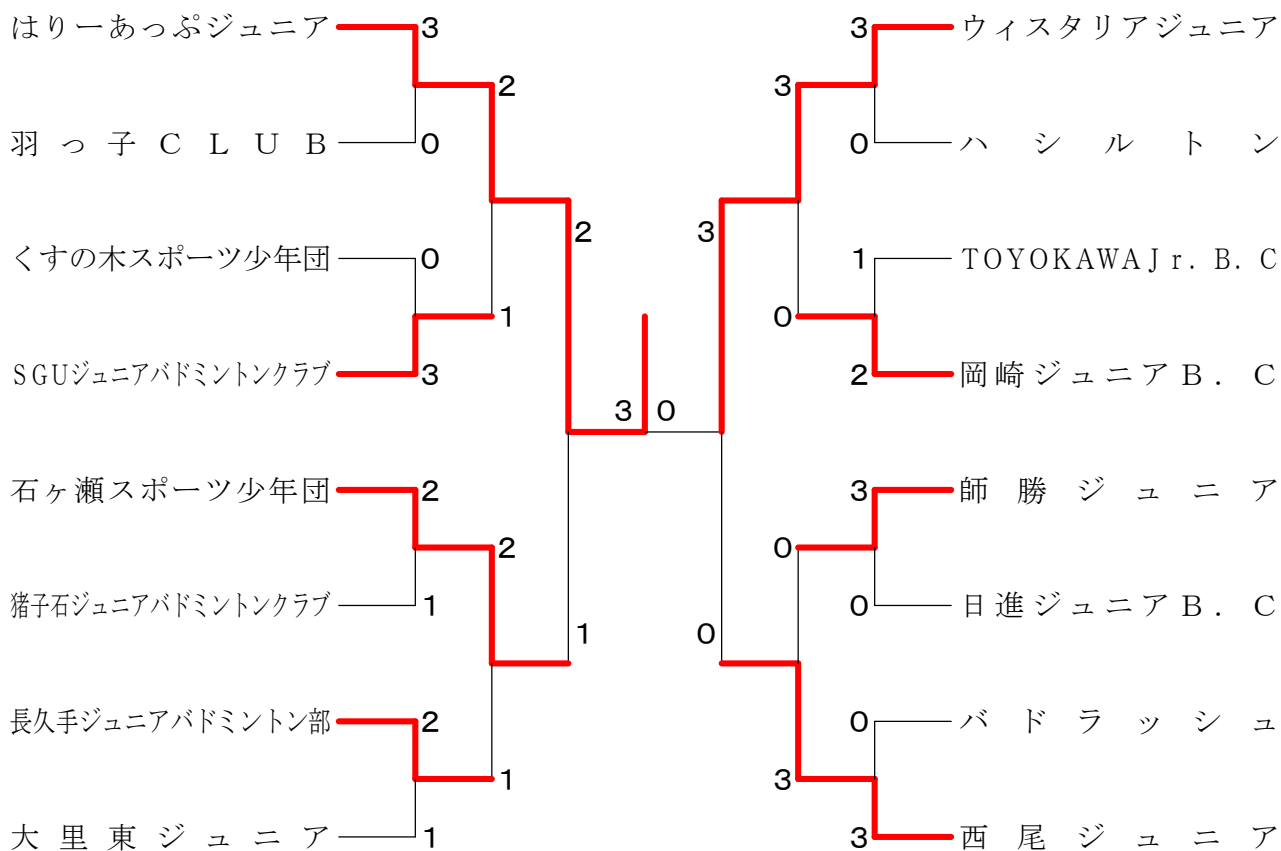 はりーあっぷジュニア 3 3 ウィスタリアジュニア
2 3
羽っ子CLUB 0 0 ハシルトン
2 3
くすの木スポーツ少年団 0 1 TOYOKAWAJr.B.C
1 0
SGUジュニアバドミントンクラブ 3 2 岡崎ジュニアB.C
3 0
石ヶ瀬スポーツ少年団 2 3 師勝ジュニア
2 0
猪子石ジュニアバドミントンクラブ 1 0 日進ジュニアB.C
1 0
長久手ジュニアバドミントン部 2 0 バドラッシュ
1 3
大里東ジュニア 1 3 西尾ジュニア